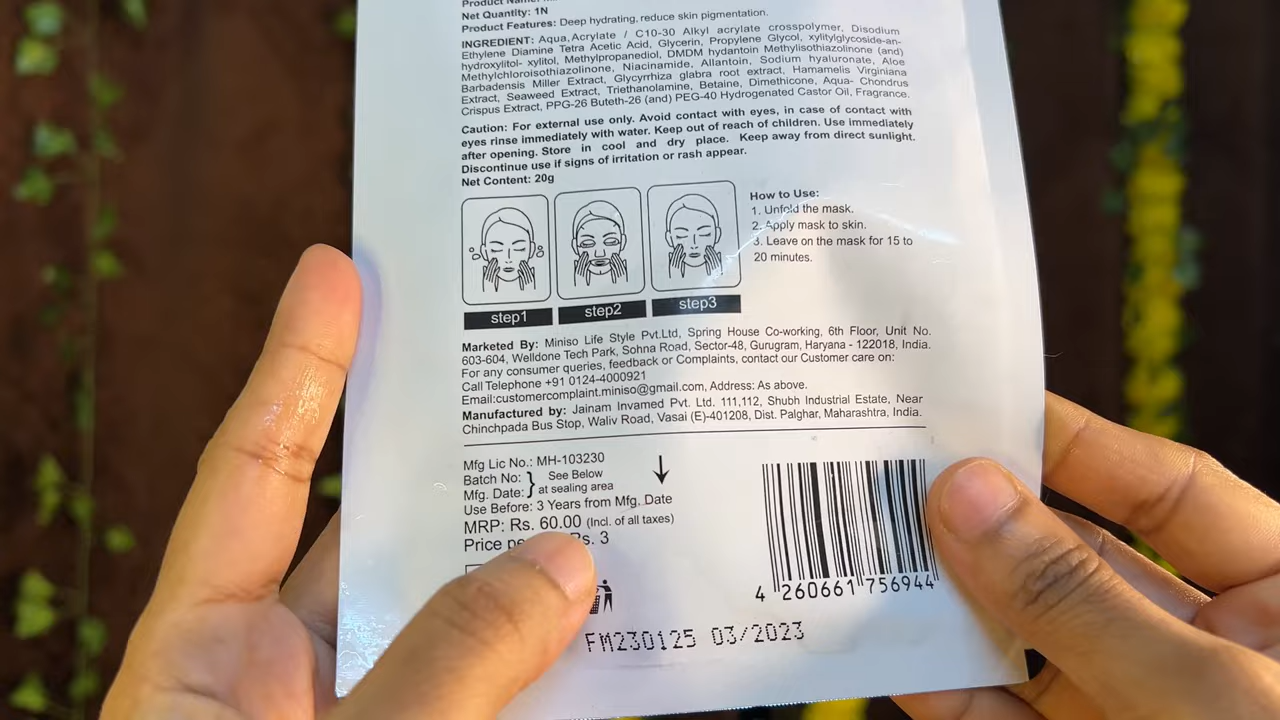 Product Name:
Net Quantity: 1N
Product Features: Deep hydrating, reduce skin pigmentation.
INGREDIENT: Aqua,Acrylate / C10-30 Alkyl acrylate crosspolymer, Disodium
Ethylene Diamine Tetra Acetic Acid, Glycerin, Propylene Glycol, xylitylglycoside-an-
hydroxylitol- xylitol, Methylpropanediol, DMDM hydantoin Methylisothiazolinone (and)
Methylchloroisothiazolinone, Niacinamide, Allantoin, Sodium hyaluronate, Aloe
Barbadensis Miller Extract, Glycyrrhiza glabra root extract, Hamamelis Virginiana
Extract, Seaweed Extract, Triethanolamine, Betaine, Dimethicone, Aqua- Chondrus
Crispus Extract, PPG-26 Buteth-26 (and) PEG-40 Hydrogenated Castor Oil, Fragrance.
Caution: For external use only. Avoid contact with eyes, in case of contact with
eyes rinse immediately with water. Keep out of reach of children. Use immediately
after opening. Store in cool and dry place. Keep away from direct sunlight.
Discontinue use if signs of irritation or rash appear.
Net Content: 20g
How to Use:
1. Unfold the mask.
2. Apply mask to skin.
3. Leave on the mask for 15 to
20 minutes.
step1 step2 step3
Marketed By: Miniso Life Style Pvt.Ltd, Spring House Co-working, 6th Floor, Unit No.
603-604, Welldone Tech Park, Sohna Road, Sector-48, Gurugram, Haryana - 122018, India.
For any consumer queries, feedback or Complaints, contact our Customer care on:
Call Telephone +91 0124-4000921
Email:customercomplaint.miniso@gmail.com, Address: As above.
Manufactured by: Jainam Invamed Pvt. Ltd. 111,112, Shubh Industrial Estate, Near
Chinchpada Bus Stop, Waliv Road, Vasai (E)-401208, Dist. Palghar, Maharashtra, India.
Mfg Lic No.: MH-103230
Batch No: } See Below
Mfg. Date: } at sealing area
Use Before: 3 Years from Mfg. Date
MRP: Rs. 60.00 (Incl. of all taxes)
Price Rs. 3
4 260661 756944
FM230125 03/2023